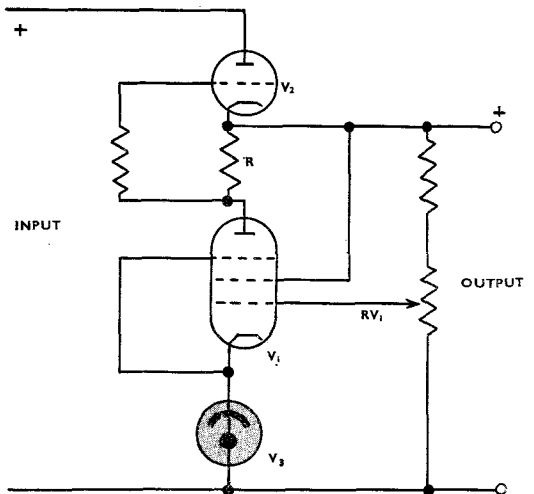 +
V₂
+
R
INPUT
OUTPUT
RV₁
V₁
V₃